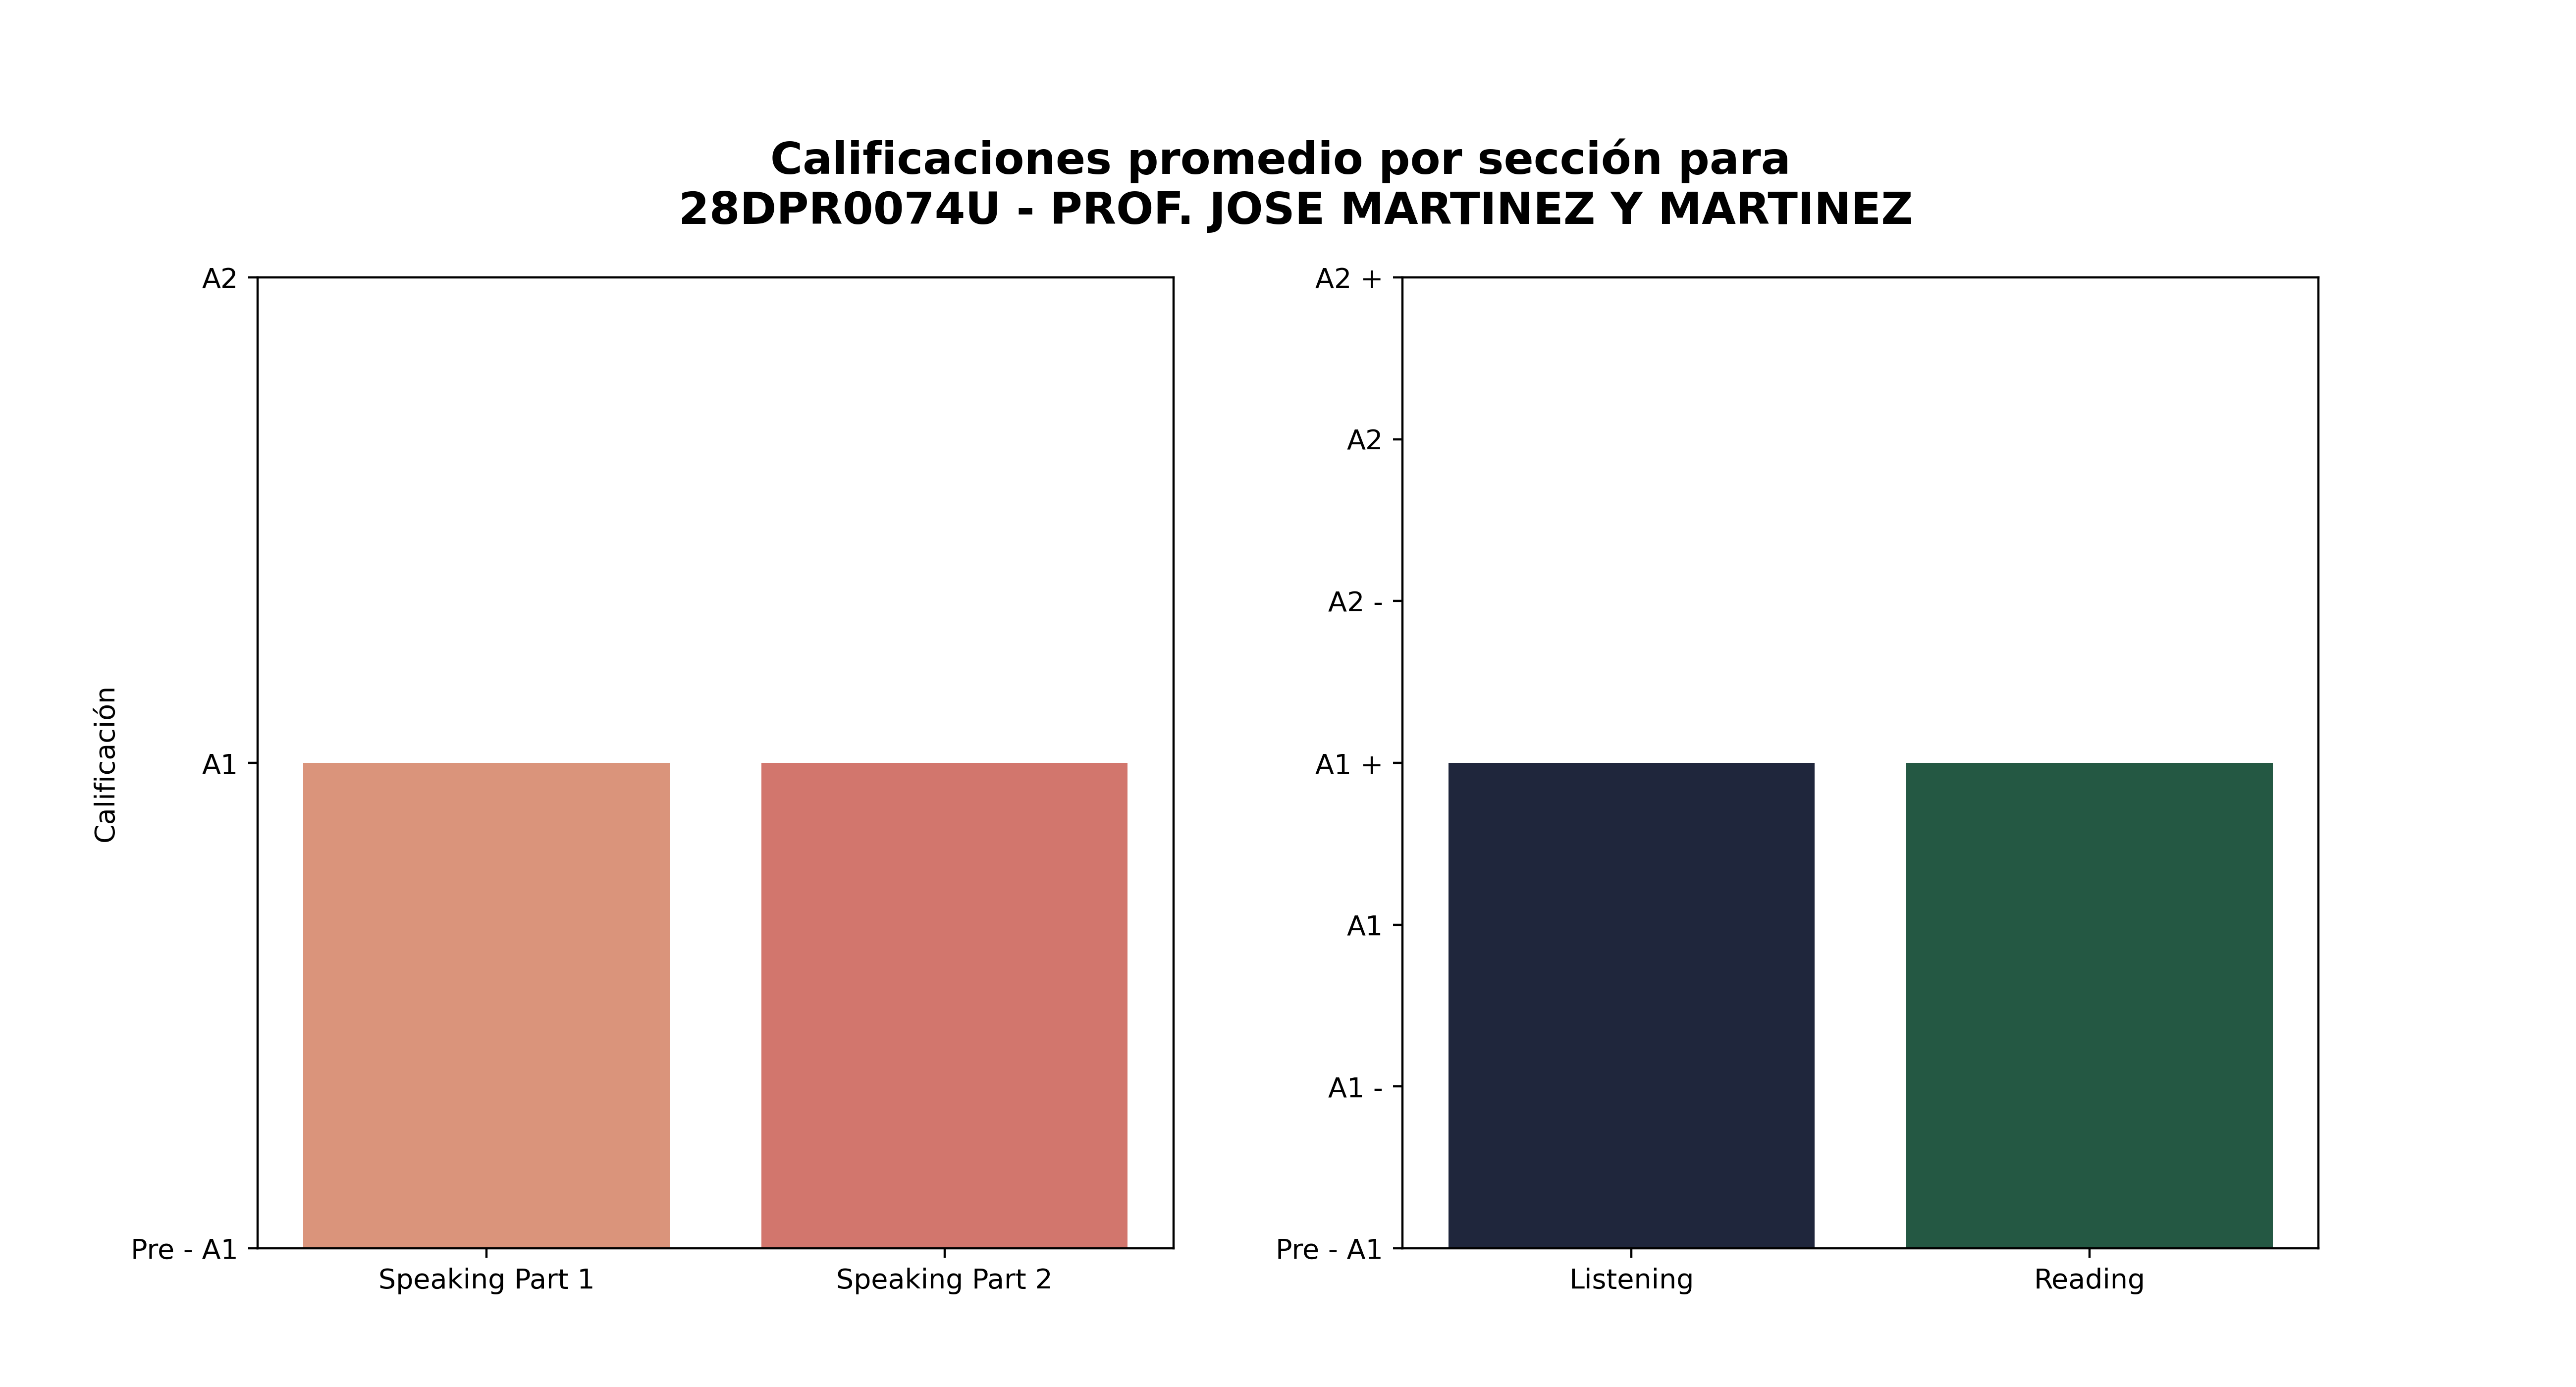 Calificaciones promedio por sección para
28DPR0074U - PROF. JOSE MARTINEZ Y MARTINEZ
Calificación
A2
A1
Pre - A1
Speaking Part 1
Speaking Part 2
A2 +
A2
A2 -
A1 +
A1
A1 -
Pre - A1
Listening
Reading